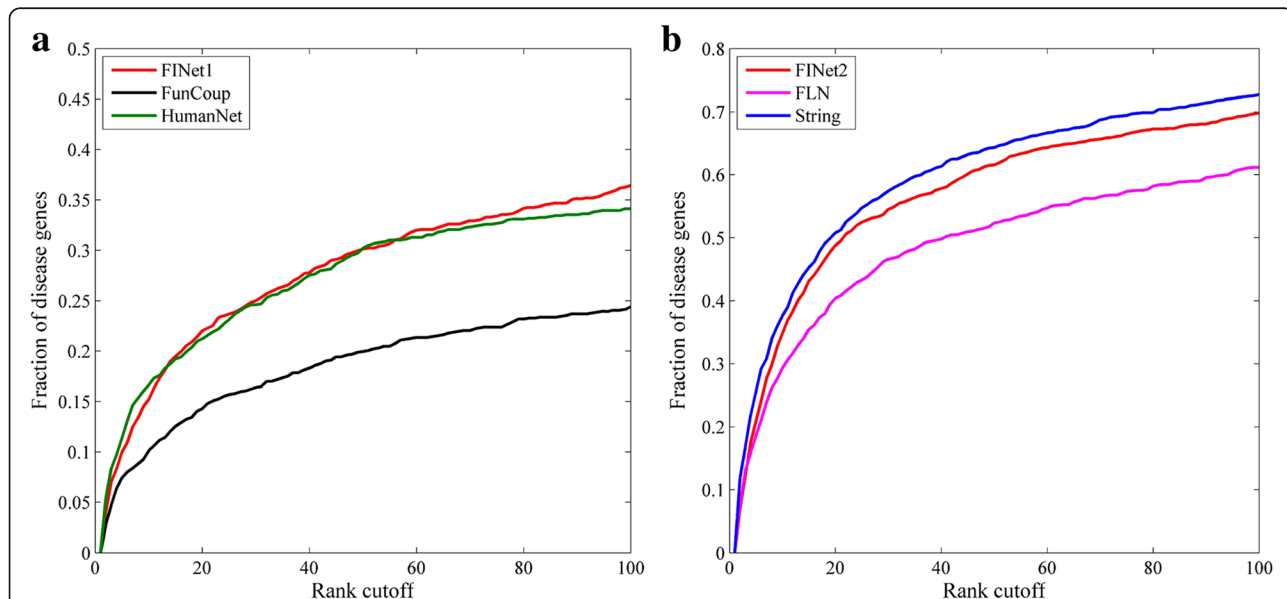 a
0.5
0.45
0.4
0.35
0.3
0.25
0.2
0.15
0.1
0.05
0
FINet1
FunCoup
HumanNet
Fraction of disease genes
0 20 40 60 80 100
Rank cutoff
b
0.8
0.7
0.6
0.5
0.4
0.3
0.2
0.1
0
FINet2
FLN
String
Fraction of disease genes
0 20 40 60 80 100
Rank cutoff